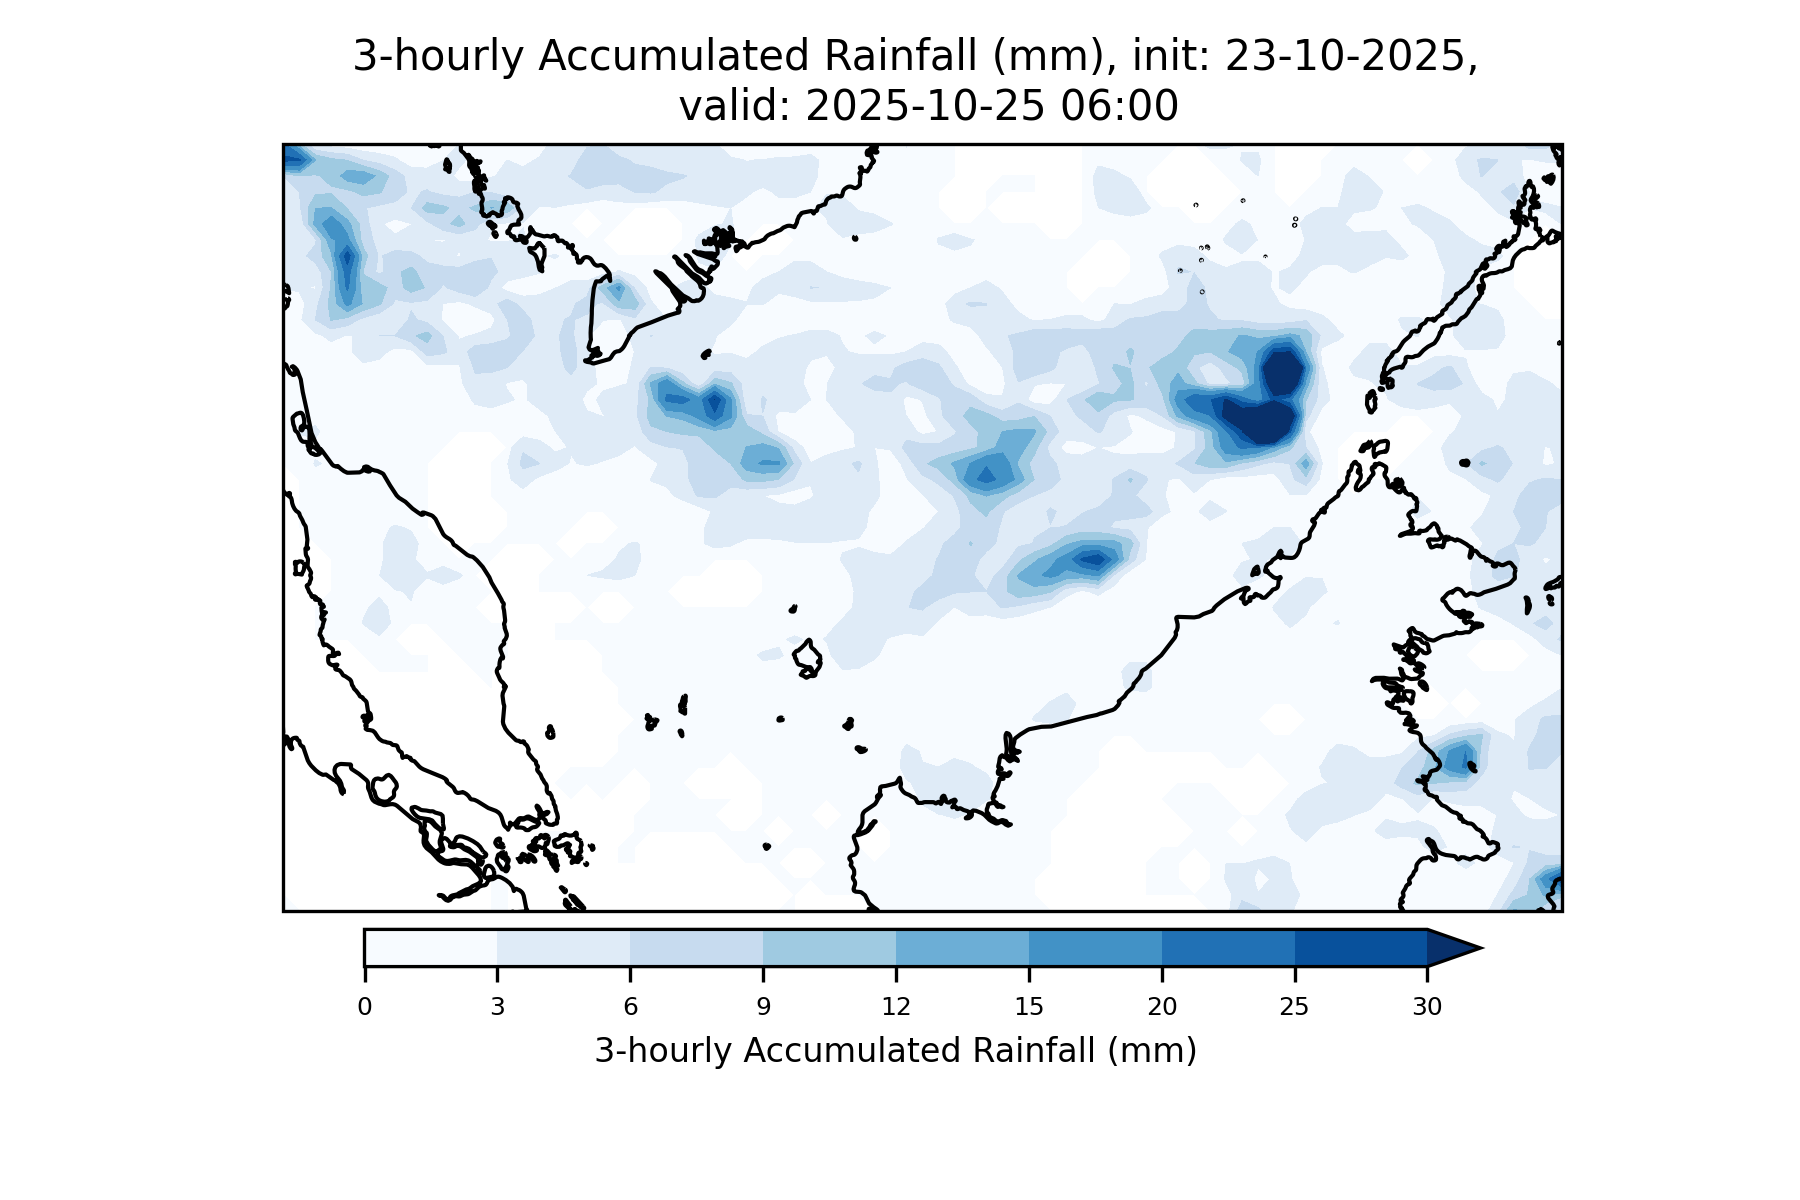 3-hourly Accumulated Rainfall (mm), init: 23-10-2025,
valid: 2025-10-25 06:00
0 3 6 9 12 15 20 25 30
3-hourly Accumulated Rainfall (mm)